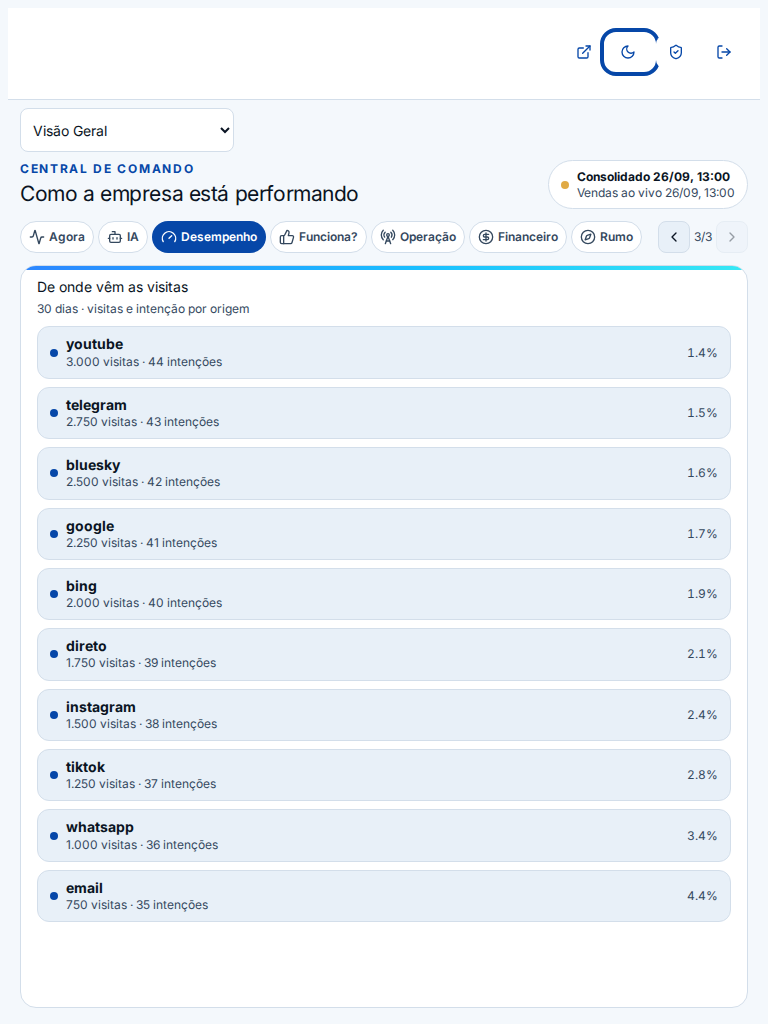 Visão Geral
CENTRAL DE COMANDO
Como a empresa está performando
Consolidado 26/09, 13:00
Vendas ao vivo 26/09, 13:00
Agora
IA
Desempenho
Funciona?
Operação
Financeiro
Rumo
3/3
De onde vêm as visitas
30 dias · visitas e intenção por origem
youtube
3.000 visitas · 44 intenções
1.4%
telegram
2.750 visitas · 43 intenções
1.5%
bluesky
2.500 visitas · 42 intenções
1.6%
google
2.250 visitas · 41 intenções
1.7%
bing
2.000 visitas · 40 intenções
1.9%
direto
1.750 visitas · 39 intenções
2.1%
instagram
1.500 visitas · 38 intenções
2.4%
tiktok
1.250 visitas · 37 intenções
2.8%
whatsapp
1.000 visitas · 36 intenções
3.4%
email
750 visitas · 35 intenções
4.4%